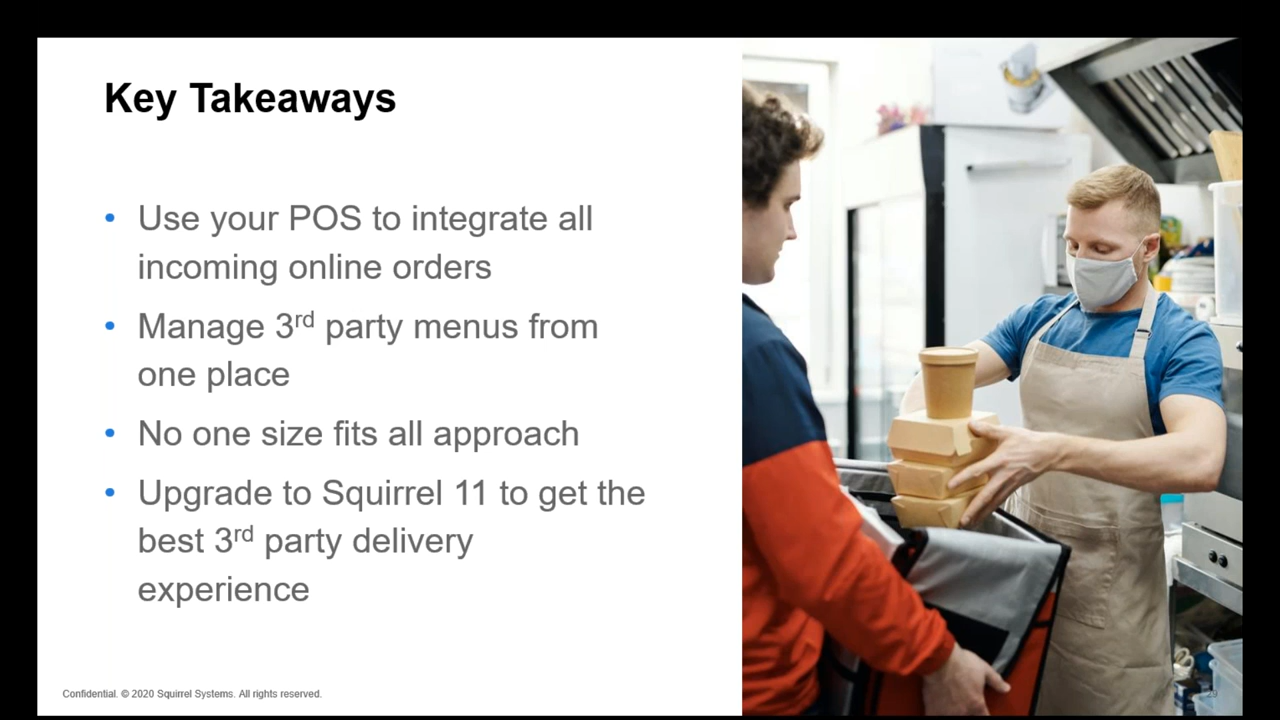 Key Takeaways
• Use your POS to integrate all
incoming online orders
• Manage 3rd party menus from
one place
• No one size fits all approach
• Upgrade to Squirrel 11 to get the
best 3rd party delivery
experience
Confidential. © 2020 Squirrel Systems. All rights reserved.